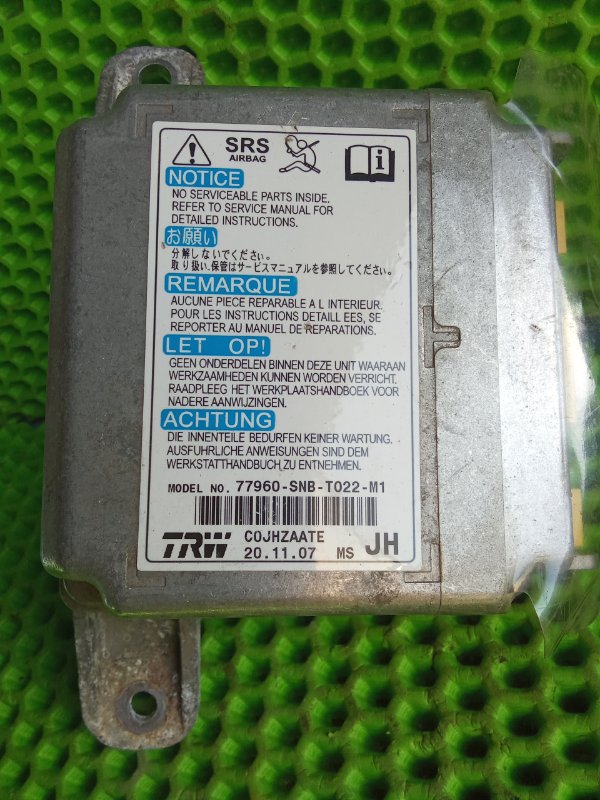 SRS
AIRBAG
NOTICE
NO SERVICEABLE PARTS INSIDE.
REFER TO SERVICE MANUAL FOR
DETAILED INSTRUCTIONS.
お願い
分解しないでください。
取り扱い、保管はサービスマニュアルを参照してください。
REMARQUE
AUCUNE PIECE REPARABLE A L INTERIEUR.
POUR LES INSTRUCTIONS DETAILL EES, SE
REPORTER AU MANUEL DE REPARATIONS.
LET OP!
GEEN ONDERDELEN BINNEN DEZE UNIT WAARAAN
WERKZAAMHEDEN KUNNEN WORDEN VERRICHT.
RAADPLEEG HET WERKPLAATSHANDBOEK VOOR
NADERE AANWIJZINGEN.
ACHTUNG
DIE INNENTEILE BEDURFEN KEINER WARTUNG.
AUSFUHRLICHE ANWEISUNGEN SIND DEM
WERKSTATTHANDBUCH ZU ENTNEHMEN.
MODEL NO. 77960-SNB-T022-M1
TRW C0JHZAATE
20.11.07 MS JH